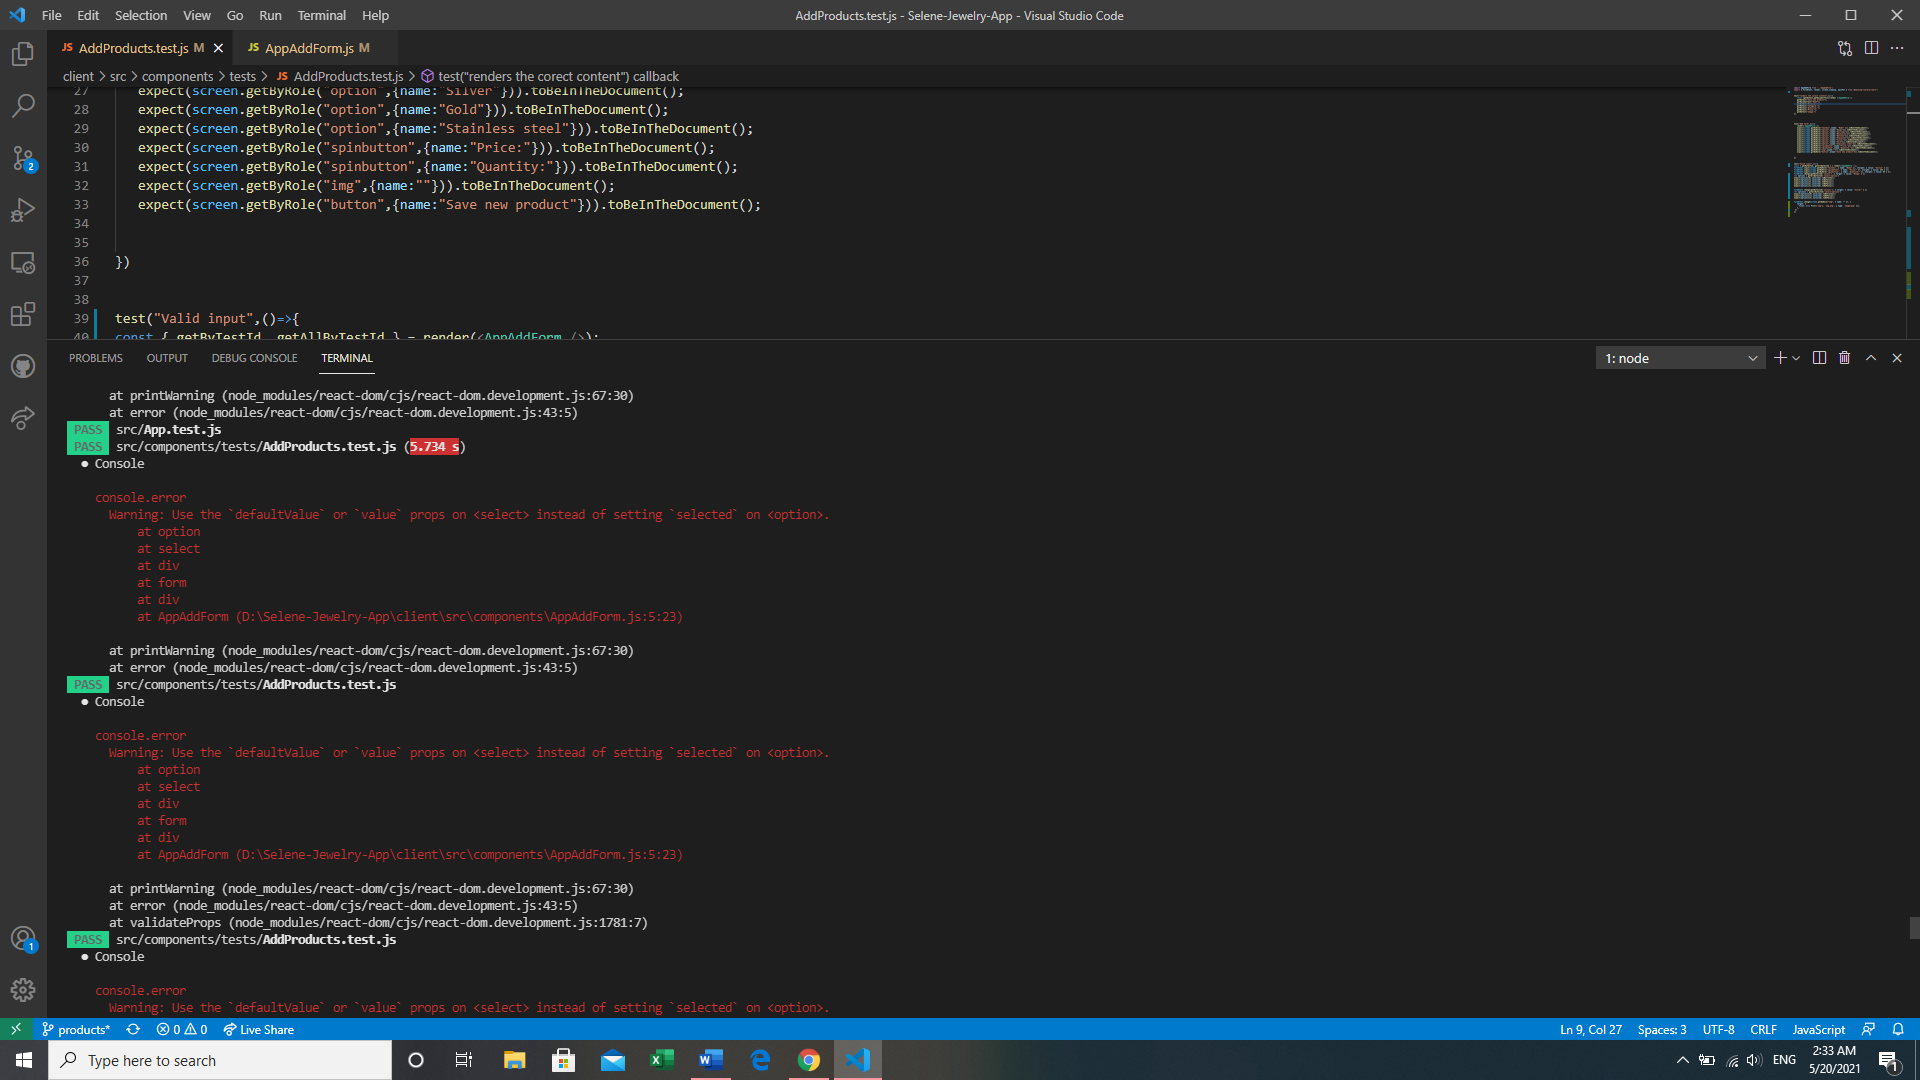 File Edit Selection View Go Run Terminal Help
AddProducts.test.js - Selene-Jewelry-App - Visual Studio Code
JS AddProducts.test.js M
JS AppAddForm.js M
client > src > components > tests > JS AddProducts.test.js > test("renders the corect content") callback
27 expect(screen.getByRole("option",{name:"Silver"})).toBeInTheDocument();
28 expect(screen.getByRole("option",{name:"Gold"})).toBeInTheDocument();
29 expect(screen.getByRole("option",{name:"Stainless steel"})).toBeInTheDocument();
30 expect(screen.getByRole("spinbutton",{name:"Price:"})).toBeInTheDocument();
31 expect(screen.getByRole("spinbutton",{name:"Quantity:"})).toBeInTheDocument();
32 expect(screen.getByRole("img",{name:""})).toBeInTheDocument();
33 expect(screen.getByRole("button",{name:"Save new product"})).toBeInTheDocument();
34
35
36 })
37
38
39 test("Valid input",()=>{
40 const { getByTestId, getAllByTestId } = render(<AppAddForm />);
PROBLEMS OUTPUT DEBUG CONSOLE TERMINAL
1: node
at printWarning (node_modules/react-dom/cjs/react-dom.development.js:67:30)
at error (node_modules/react-dom/cjs/react-dom.development.js:43:5)
PASS src/App.test.js
PASS src/components/tests/AddProducts.test.js (5.734 s)
● Console
console.error
Warning: Use the `defaultValue` or `value` props on <select> instead of setting `selected` on <option>.
at option
at select
at div
at form
at div
at AppAddForm (D:\Selene-Jewelry-App\client\src\components\AppAddForm.js:5:23)
at printWarning (node_modules/react-dom/cjs/react-dom.development.js:67:30)
at error (node_modules/react-dom/cjs/react-dom.development.js:43:5)
PASS src/components/tests/AddProducts.test.js
● Console
console.error
Warning: Use the `defaultValue` or `value` props on <select> instead of setting `selected` on <option>.
at option
at select
at div
at form
at div
at AppAddForm (D:\Selene-Jewelry-App\client\src\components\AppAddForm.js:5:23)
at printWarning (node_modules/react-dom/cjs/react-dom.development.js:67:30)
at error (node_modules/react-dom/cjs/react-dom.development.js:43:5)
at validateProps (node_modules/react-dom/cjs/react-dom.development.js:1781:7)
PASS src/components/tests/AddProducts.test.js
● Console
console.error
Warning: Use the `defaultValue` or `value` props on <select> instead of setting `selected` on <option>.
2
1
products* 0 0 Live Share
Ln 9, Col 27 Spaces: 3 UTF-8 CRLF JavaScript
Type here to search
ENG
2:33 AM
5/20/2021
1